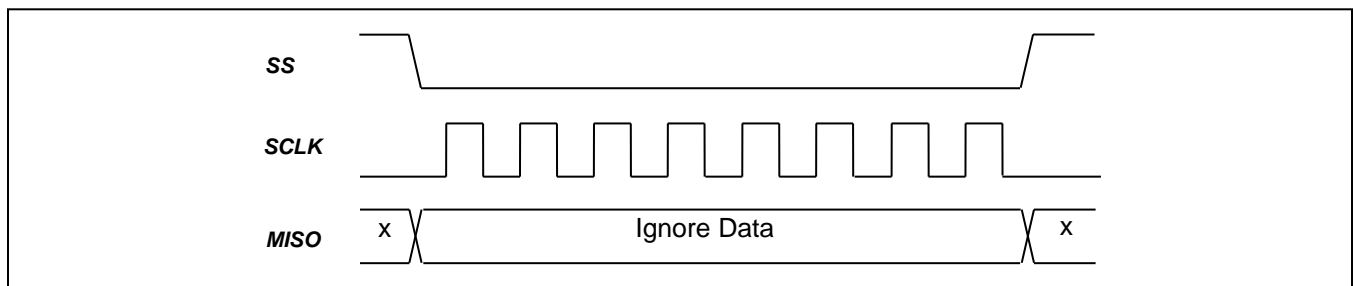 SS
SCLK
MISO
x
Ignore Data
x